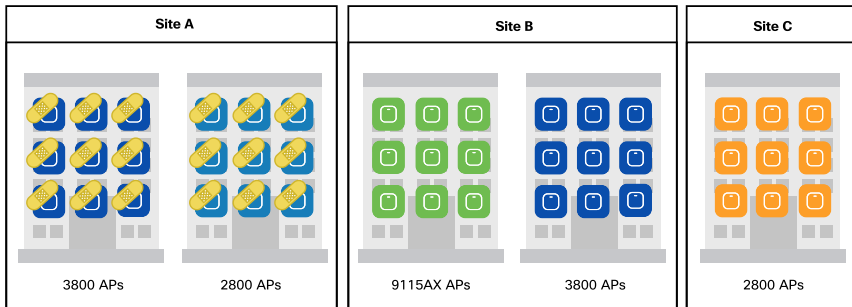 Site A
Site B
Site C
3800 APs
2800 APs
9115AX APs
3800 APs
2800 APs